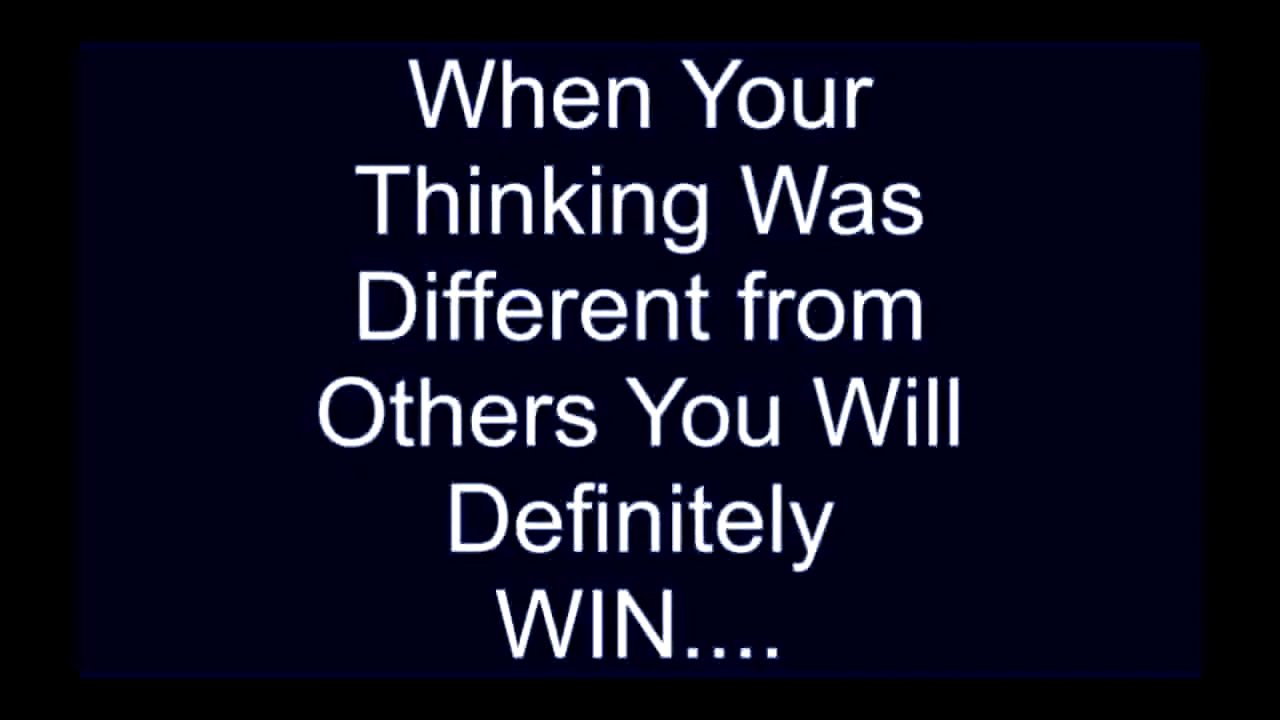 When Your
Thinking Was
Different from
Others You Will
Definitely
WIN....